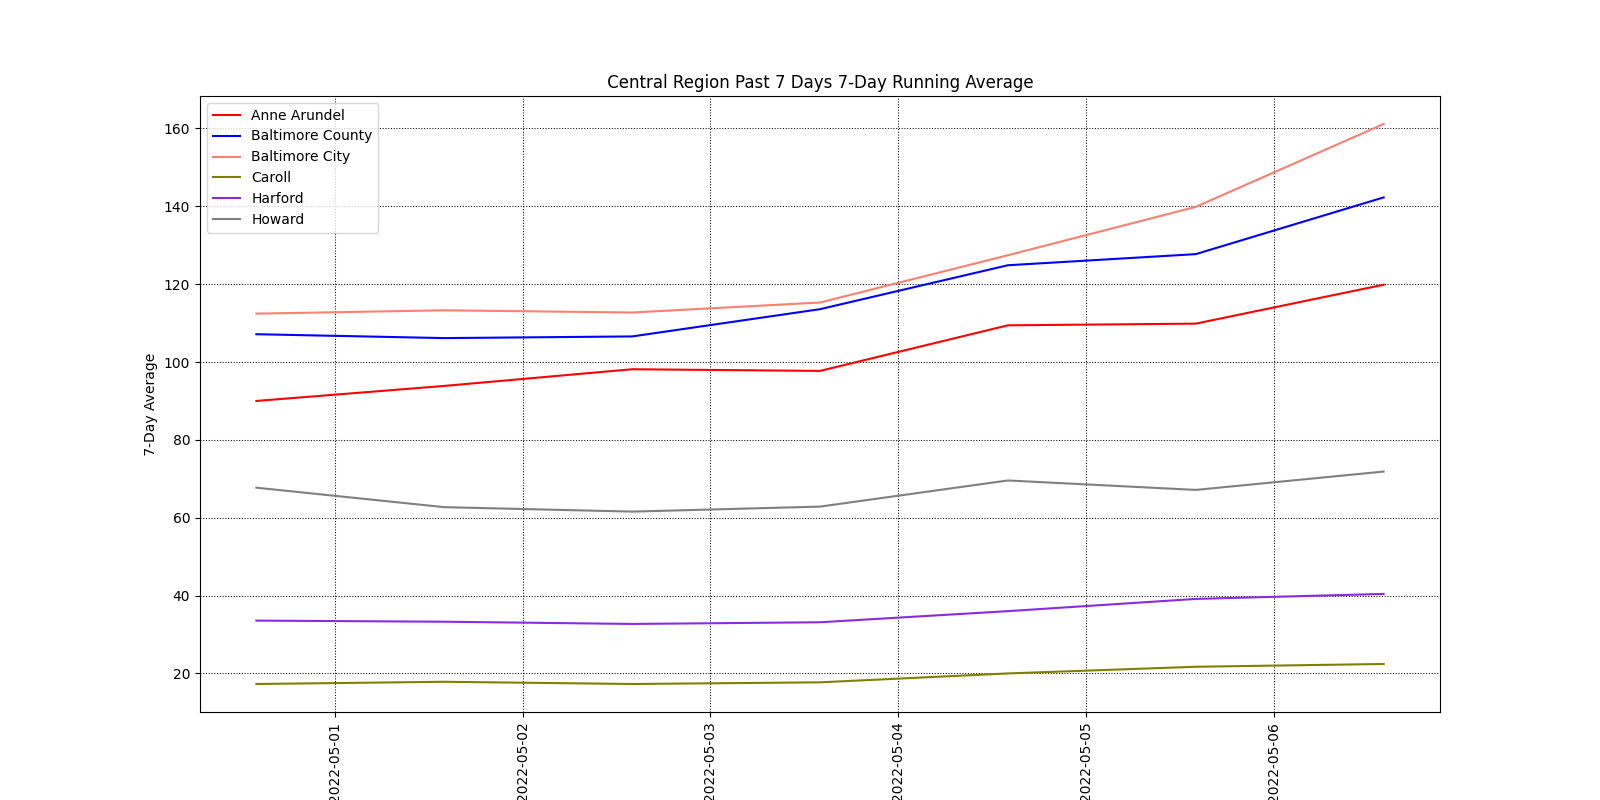 Central Region Past 7 Days 7-Day Running Average
Anne Arundel
Baltimore County
Baltimore City
Caroll
Harford
Howard
7-Day Average
160
140
120
100
80
60
40
20
2022-05-01
2022-05-02
2022-05-03
2022-05-04
2022-05-05
2022-05-06